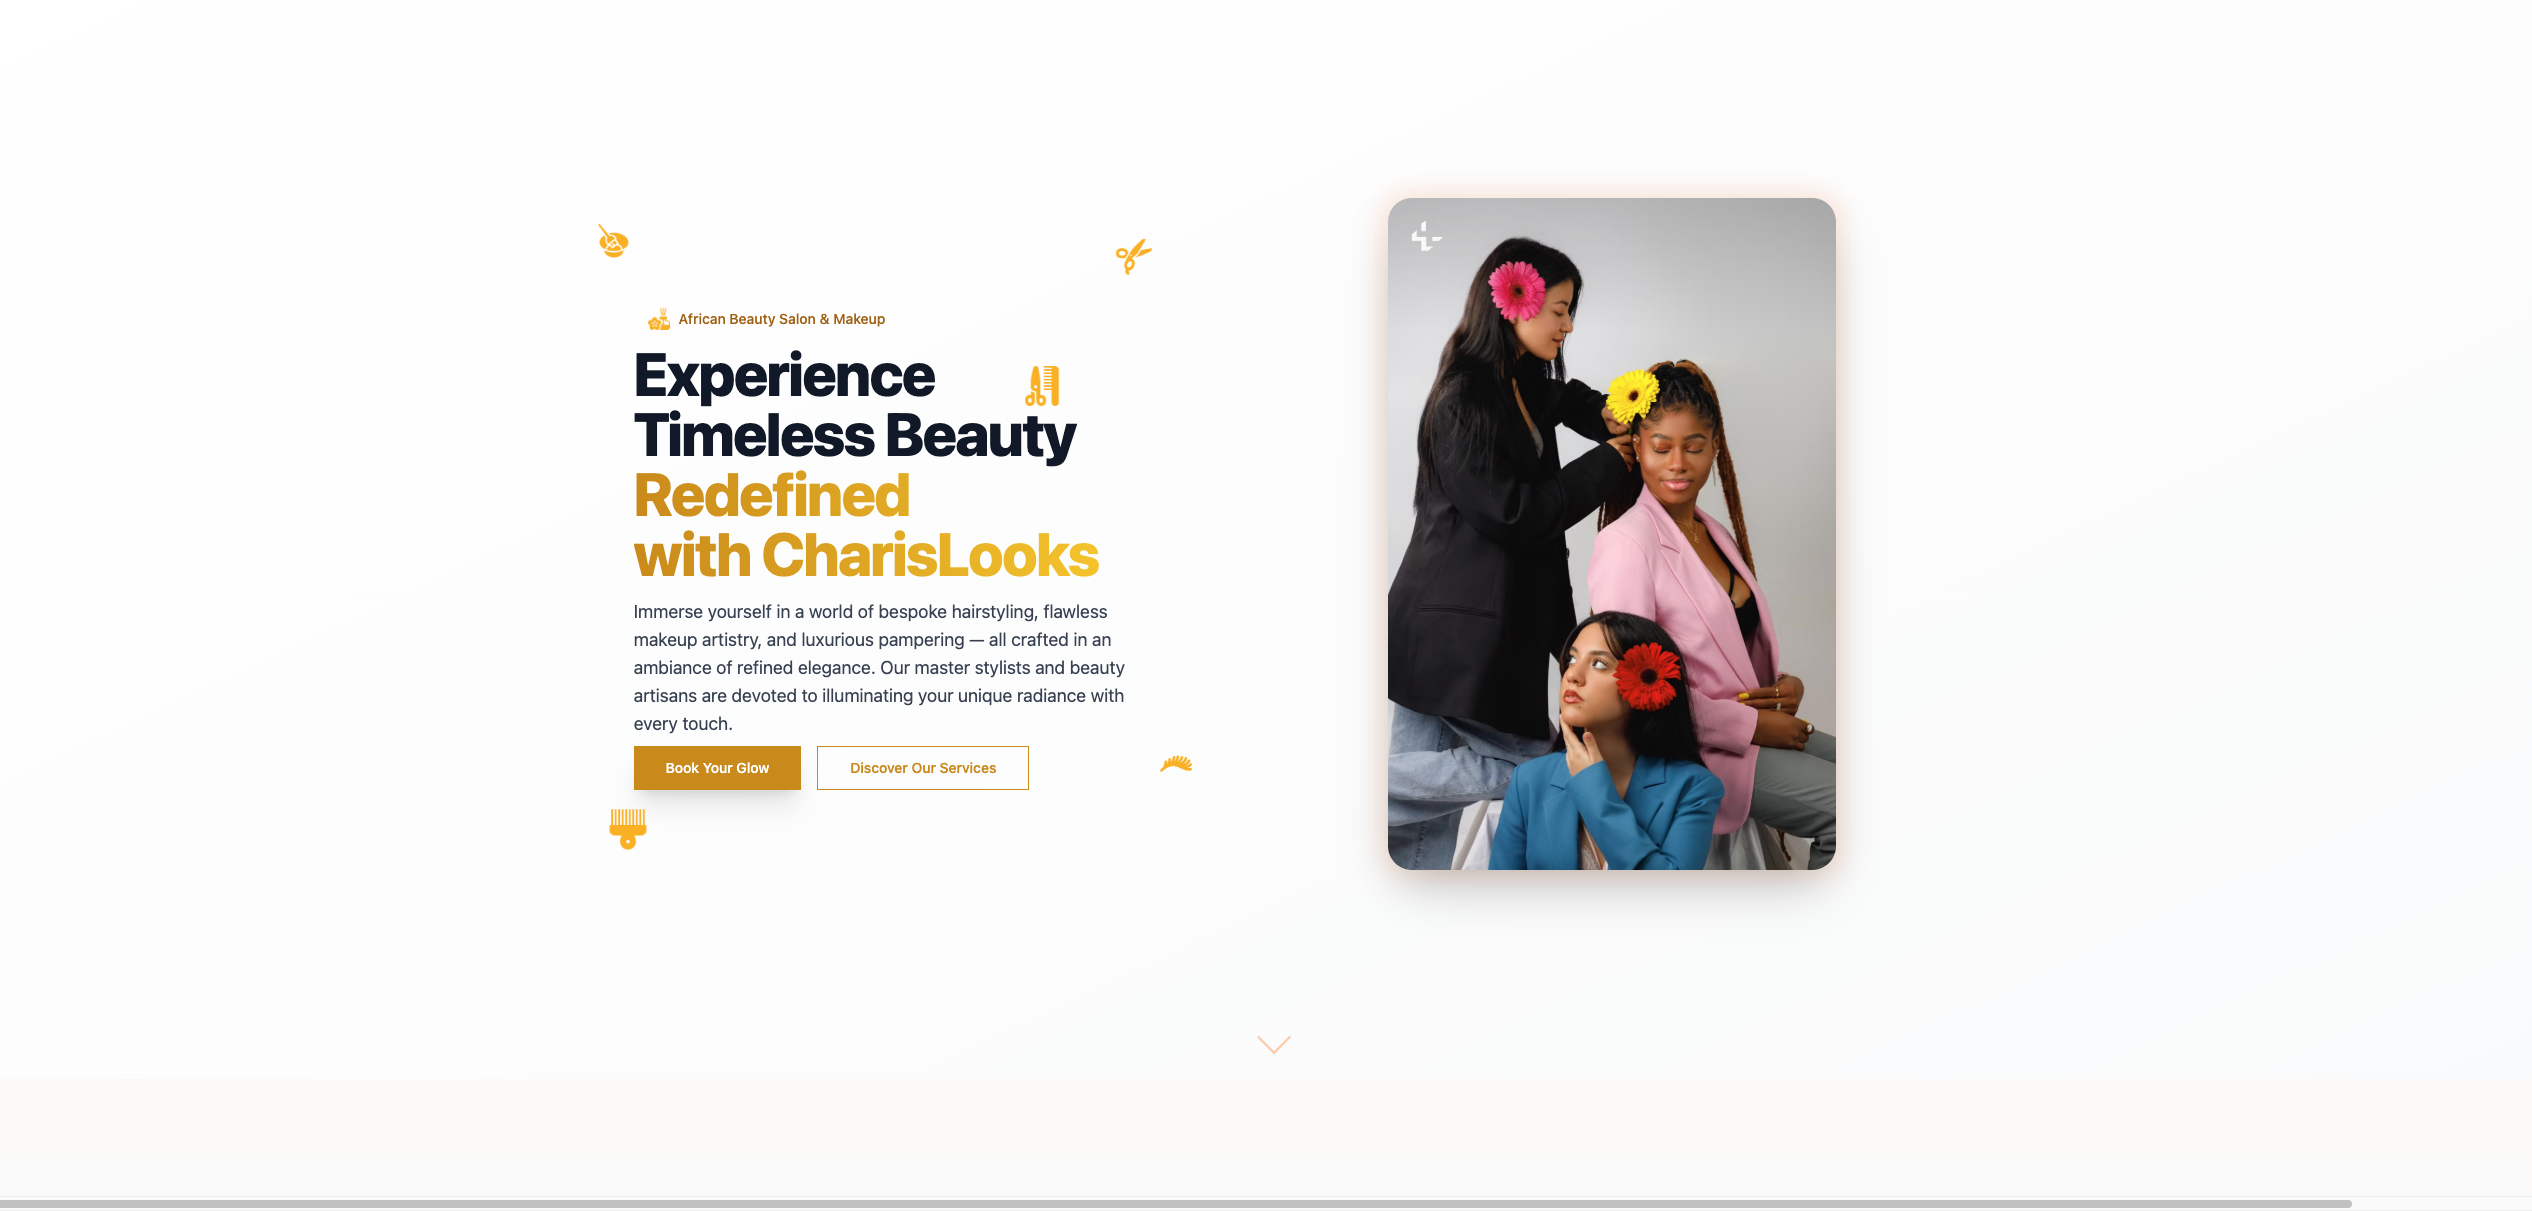 African Beauty Salon & Makeup
Experience
Timeless Beauty
Redefined
with CharisLooks
Immerse yourself in a world of bespoke hairstyling, flawless
makeup artistry, and luxurious pampering — all crafted in an
ambiance of refined elegance. Our master stylists and beauty
artisans are devoted to illuminating your unique radiance with
every touch.
Book Your Glow
Discover Our Services